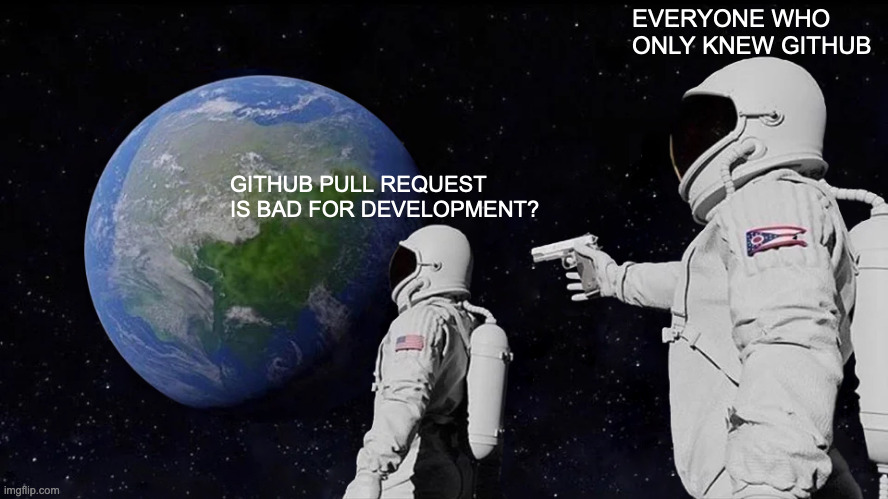 EVERYONE WHO
ONLY KNEW GITHUB
GITHUB PULL REQUEST
IS BAD FOR DEVELOPMENT?
imgflip.com